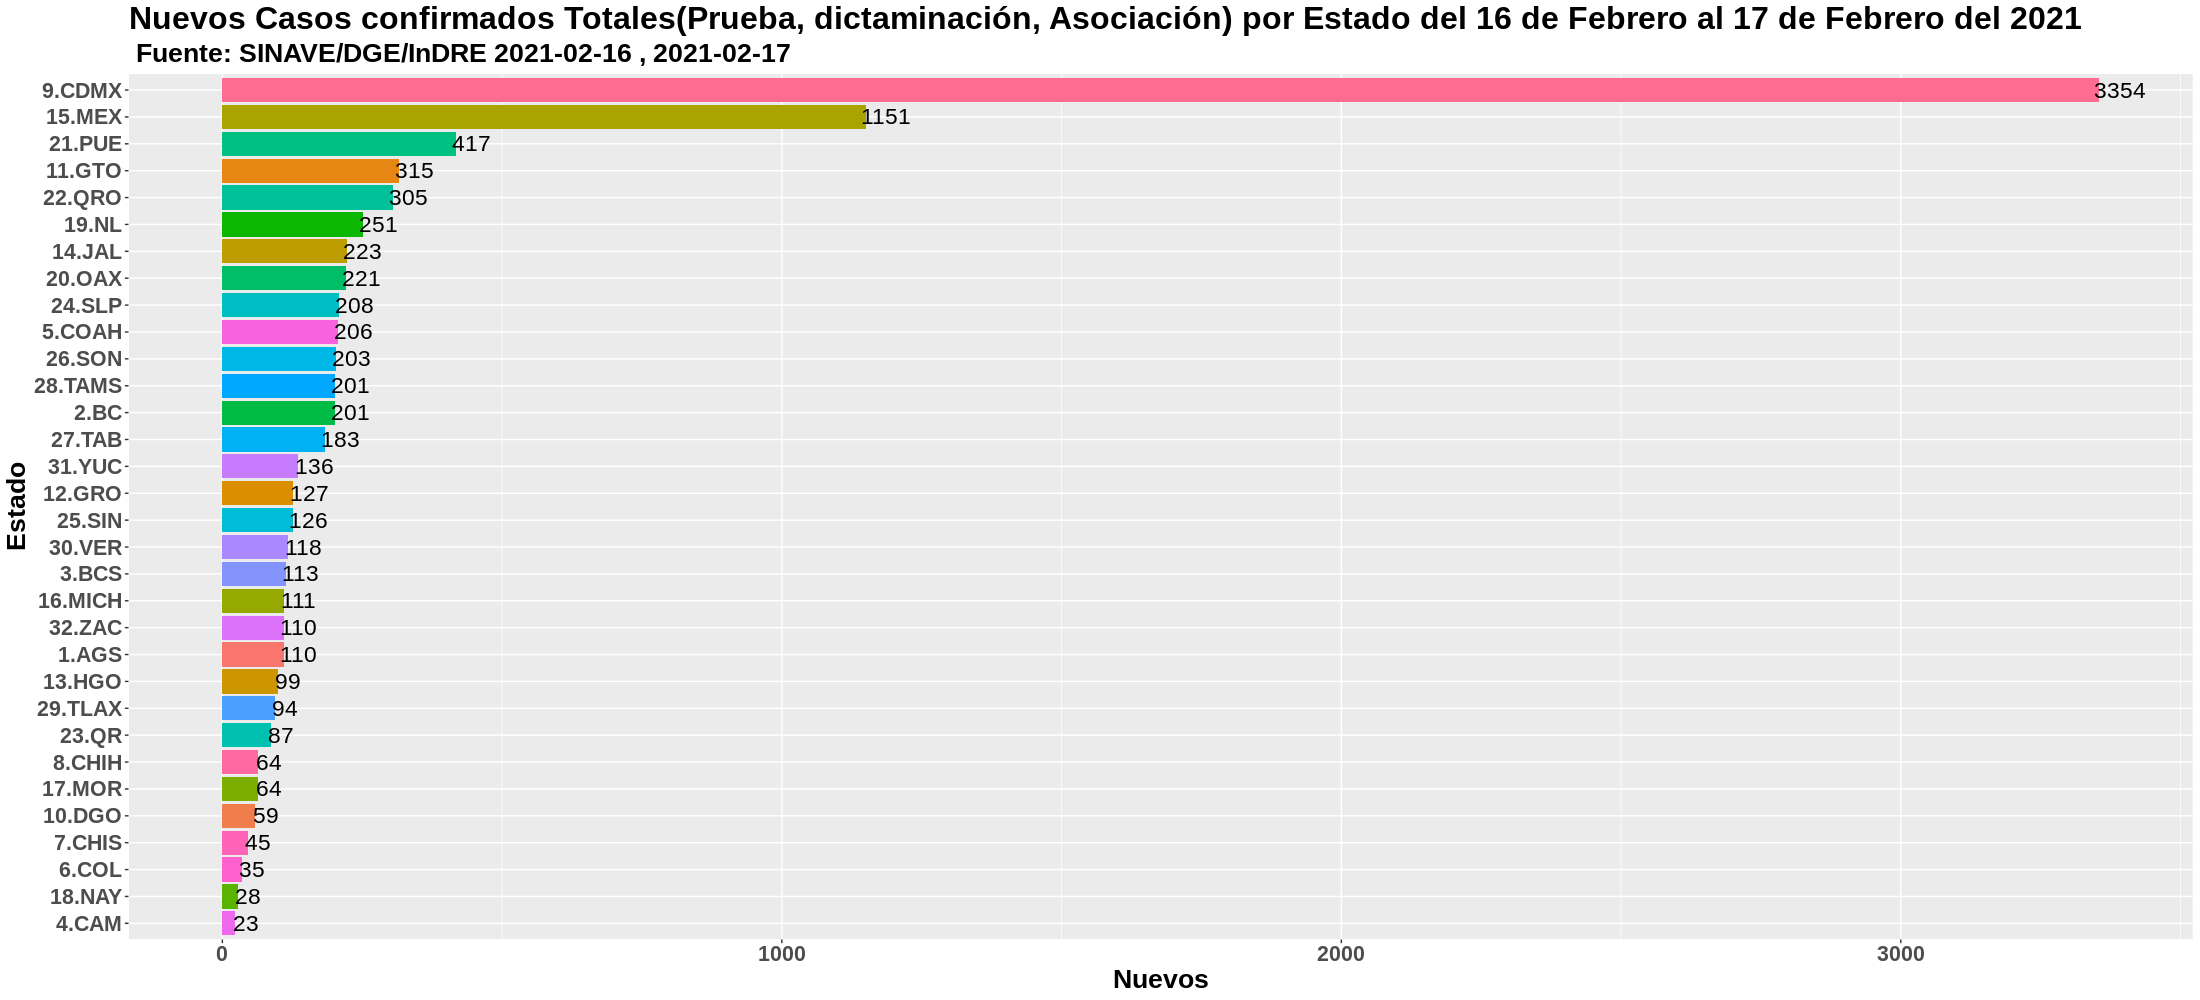 Nuevos Casos confirmados Totales(Prueba, dictaminación, Asociación) por Estado del 16 de Febrero al 17 de Febrero del 2021
Fuente: SINAVE/DGE/InDRE 2021-02-16 , 2021-02-17
9.CDMX 3354
15.MEX 1151
21.PUE 417
11.GTO 315
22.QRO 305
19.NL 251
14.JAL 223
20.OAX 221
24.SLP 208
5.COAH 206
26.SON 203
28.TAMS 201
2.BC 201
27.TAB 183
31.YUC 136
12.GRO 127
25.SIN 126
30.VER 118
3.BCS 113
16.MICH 111
32.ZAC 110
1.AGS 110
13.HGO 99
29.TLAX 94
23.QR 87
8.CHIH 64
17.MOR 64
10.DGO 59
7.CHIS 45
6.COL 35
18.NAY 28
4.CAM 23
Estado
0 1000 2000 3000
Nuevos